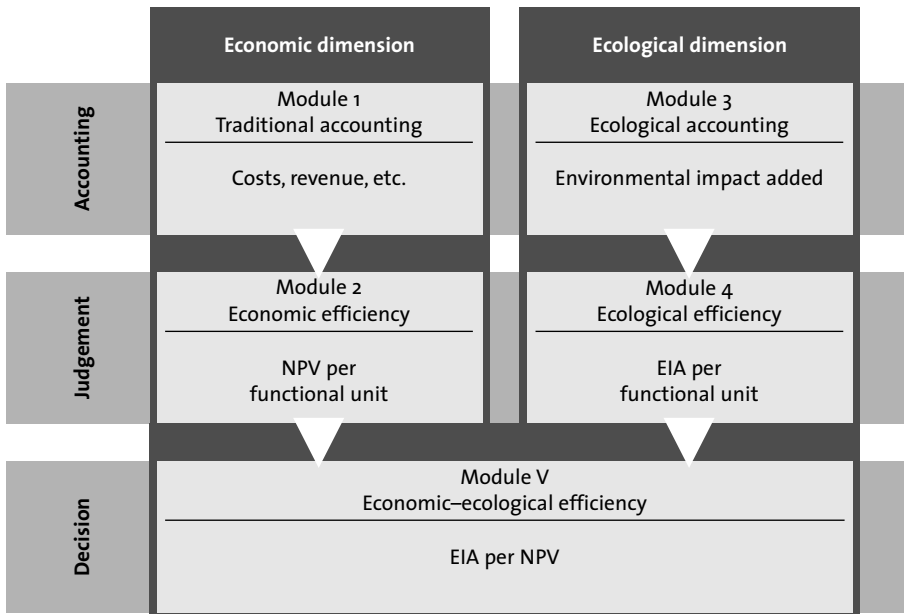 Economic dimension
Ecological dimension
Accounting
Module 1
Traditional accounting
Costs, revenue, etc.
Module 3
Ecological accounting
Environmental impact added
Judgement
Module 2
Economic efficiency
NPV per
functional unit
Module 4
Ecological efficiency
EIA per
functional unit
Decision
Module V
Economic–ecological efficiency
EIA per NPV